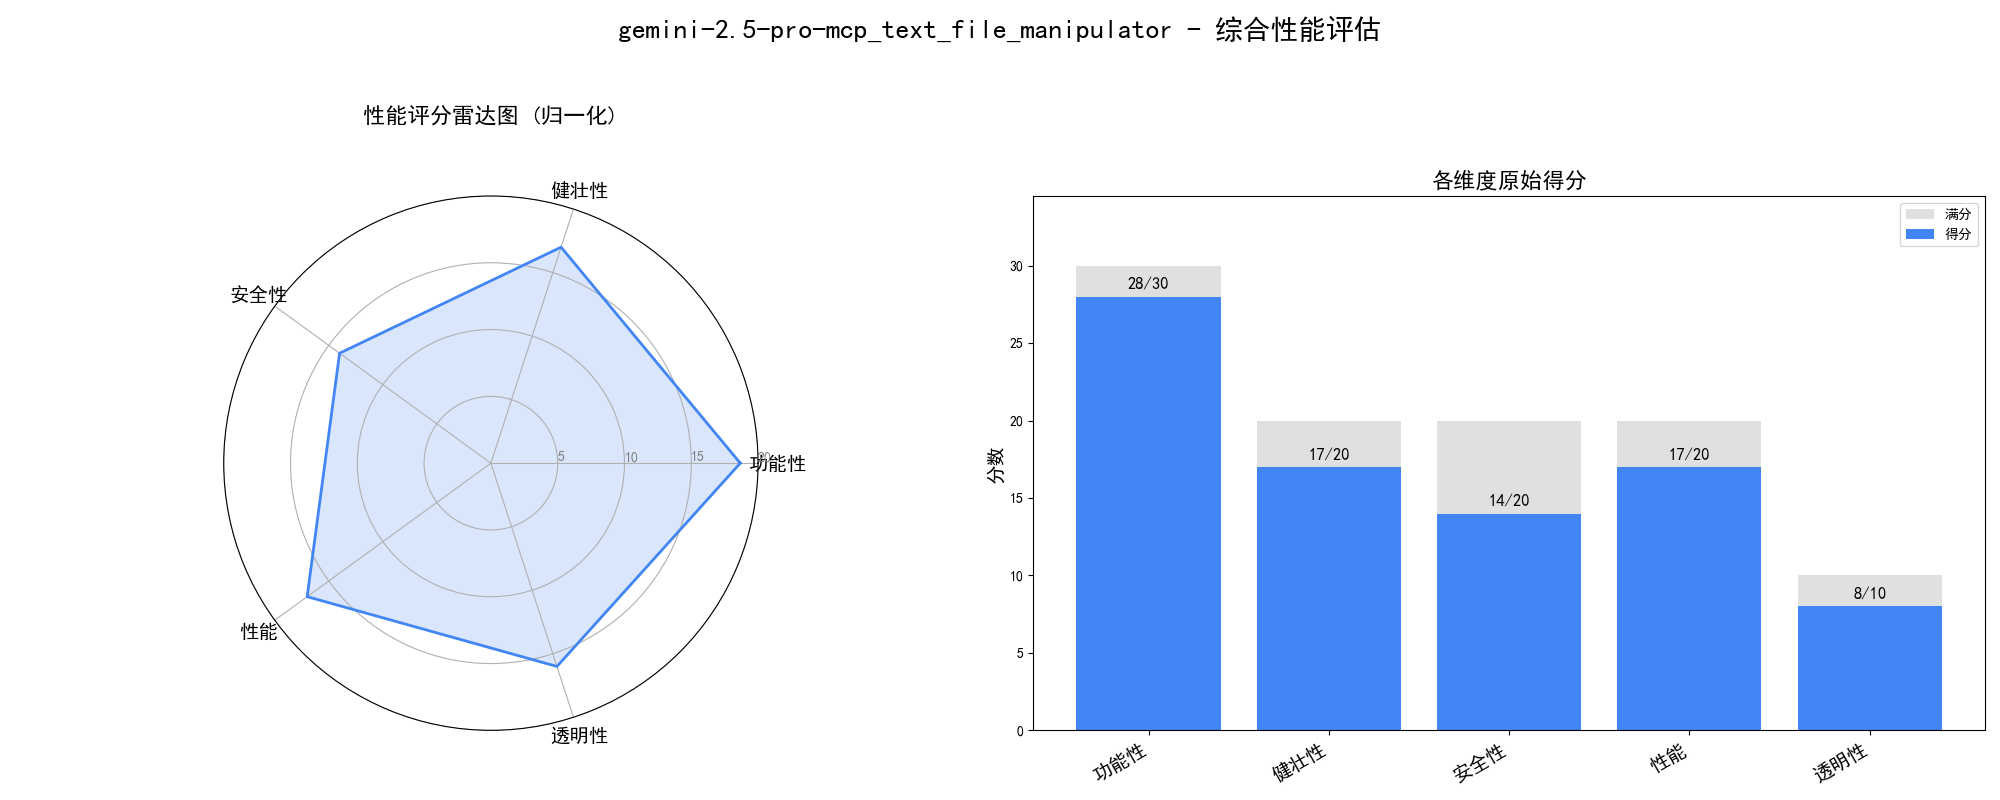 gemini-2.5-pro-mcp_text_file_manipulator - 综合性能评估
性能评分雷达图 (归一化)
健壮性
安全性
功能性
5
10
15
20
性能
透明性
各维度原始得分
满分
得分
分数
30
25
20
15
10
5
0
28/30
17/20
14/20
17/20
8/10
功能性
健壮性
安全性
性能
透明性